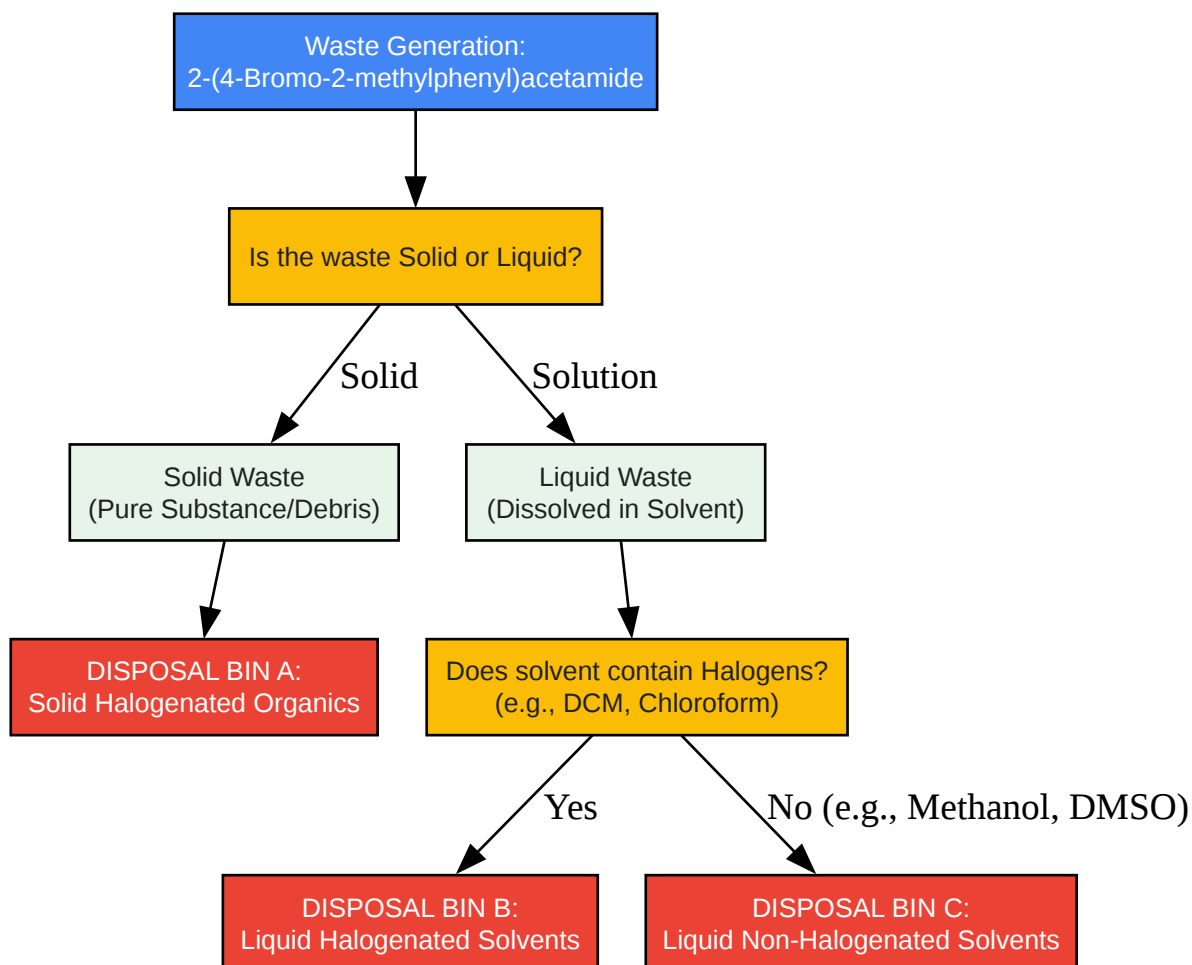 Waste Generation:
2-(4-Bromo-2-methylphenyl)acetamide
Is the waste Solid or Liquid?
Solid
Solution
Solid Waste
(Pure Substance/Debris)
Liquid Waste
(Dissolved in Solvent)
DISPOSAL BIN A:
Solid Halogenated Organics
Does solvent contain Halogens?
(e.g., DCM, Chloroform)
Yes
No (e.g., Methanol, DMSO)
DISPOSAL BIN B:
Liquid Halogenated Solvents
DISPOSAL BIN C:
Liquid Non-Halogenated Solvents